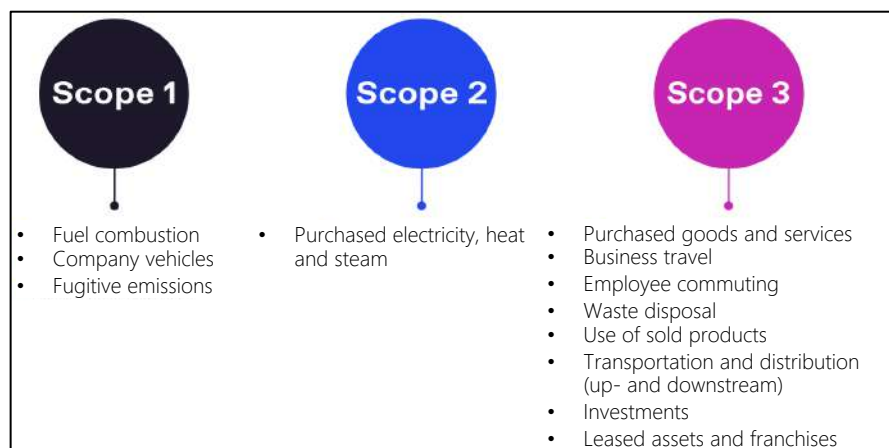 Scope 1
• Fuel combustion
• Company vehicles
• Fugitive emissions
Scope 2
• Purchased electricity, heat
and steam
Scope 3
• Purchased goods and services
• Business travel
• Employee commuting
• Waste disposal
• Use of sold products
• Transportation and distribution
(up- and downstream)
• Investments
• Leased assets and franchises